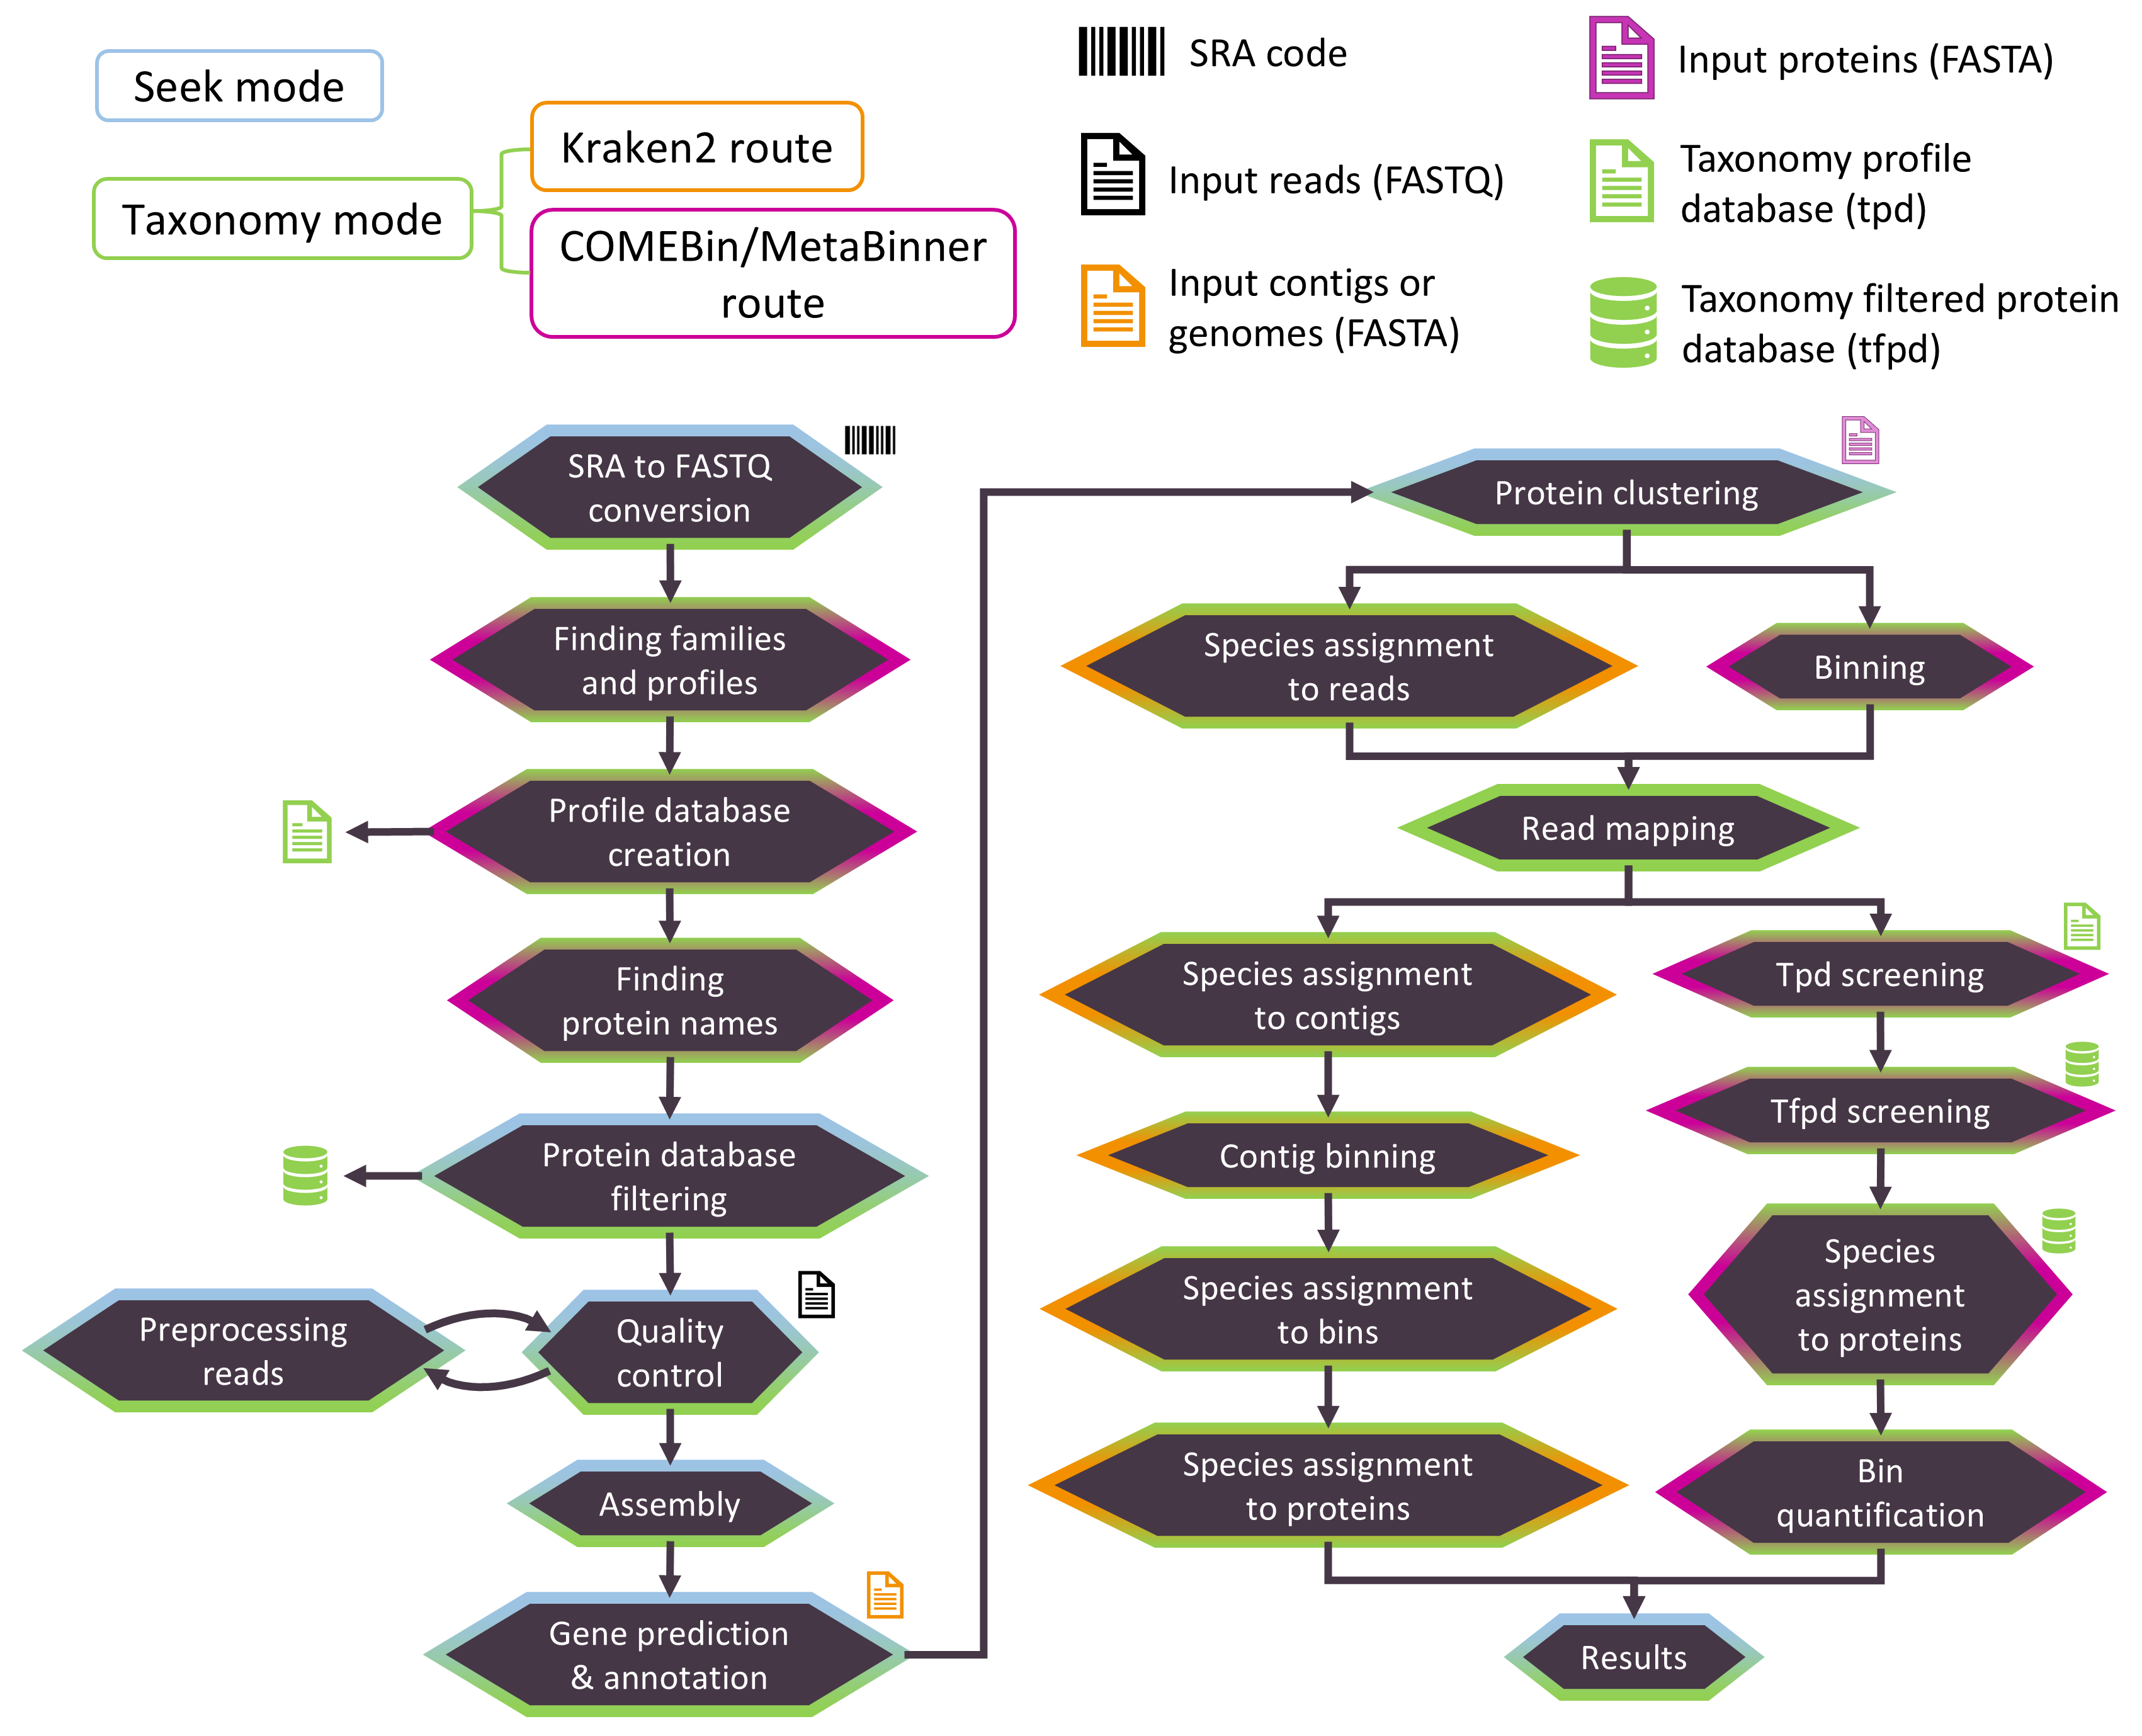 Seek mode
Taxonomy mode
Kraken2 route
COMEBin/MetaBinner
route
SRA code
Input reads (FASTQ)
Input contigs or
genomes (FASTA)
Input proteins (FASTA)
Taxonomy profile
database (tpd)
Taxonomy filtered protein
database (tfpd)
SRA to FASTQ
conversion
Finding families
and profiles
Profile database
creation
Finding
protein names
Protein database
filtering
Preprocessing
reads
Quality
control
Assembly
Gene prediction
& annotation
Protein clustering
Species assignment
to reads
Binning
Read mapping
Species assignment
to contigs
Contig binning
Species assignment
to bins
Species assignment
to proteins
Tpd screening
Tfpd screening
Species
assignment
to proteins
Bin
quantification
Results